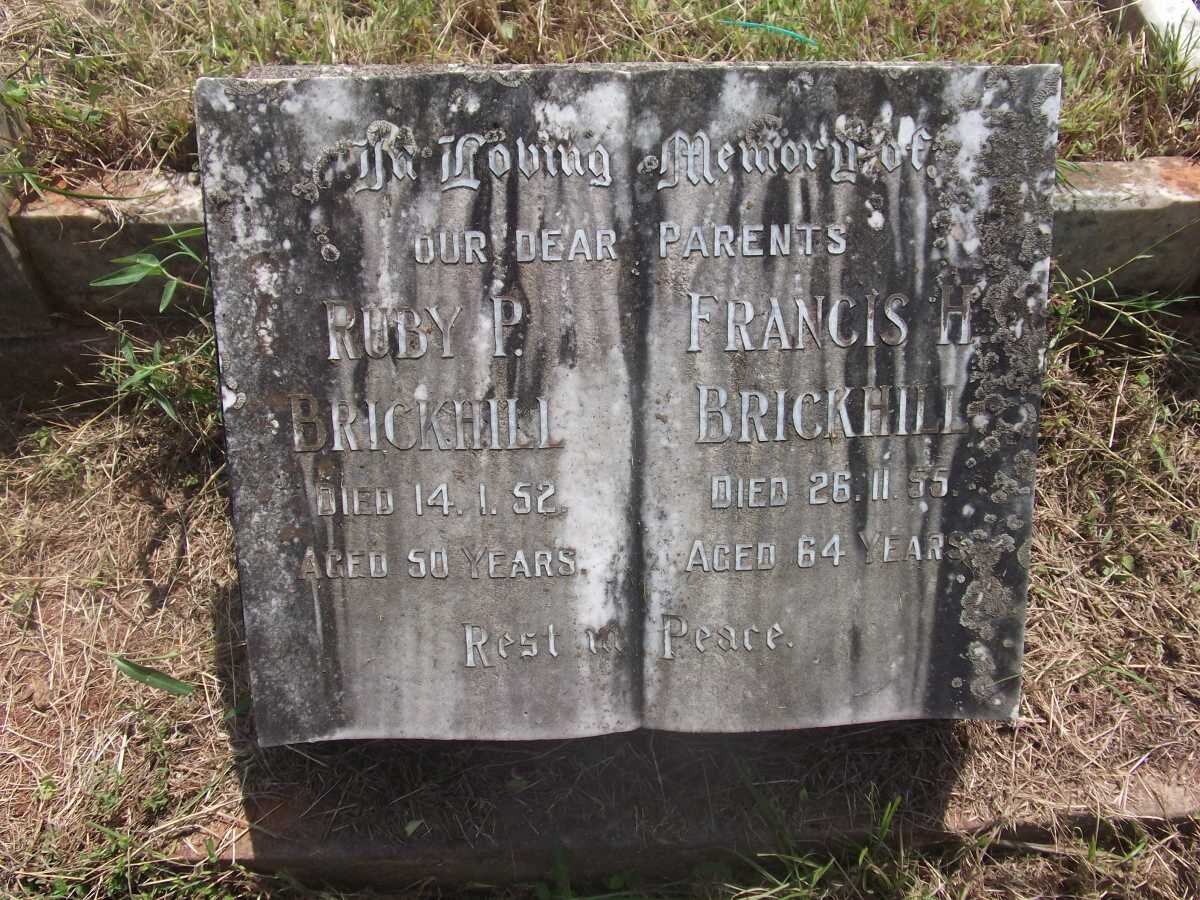 In Loving Memory of
OUR DEAR PARENTS
RUBY P.
BRICKHILL
DIED 14.1.52.
AGED 50 YEARS.
FRANCIS H
BRICKHILL
DIED 26.11.55.
AGED 64 YEARS
Rest in Peace.